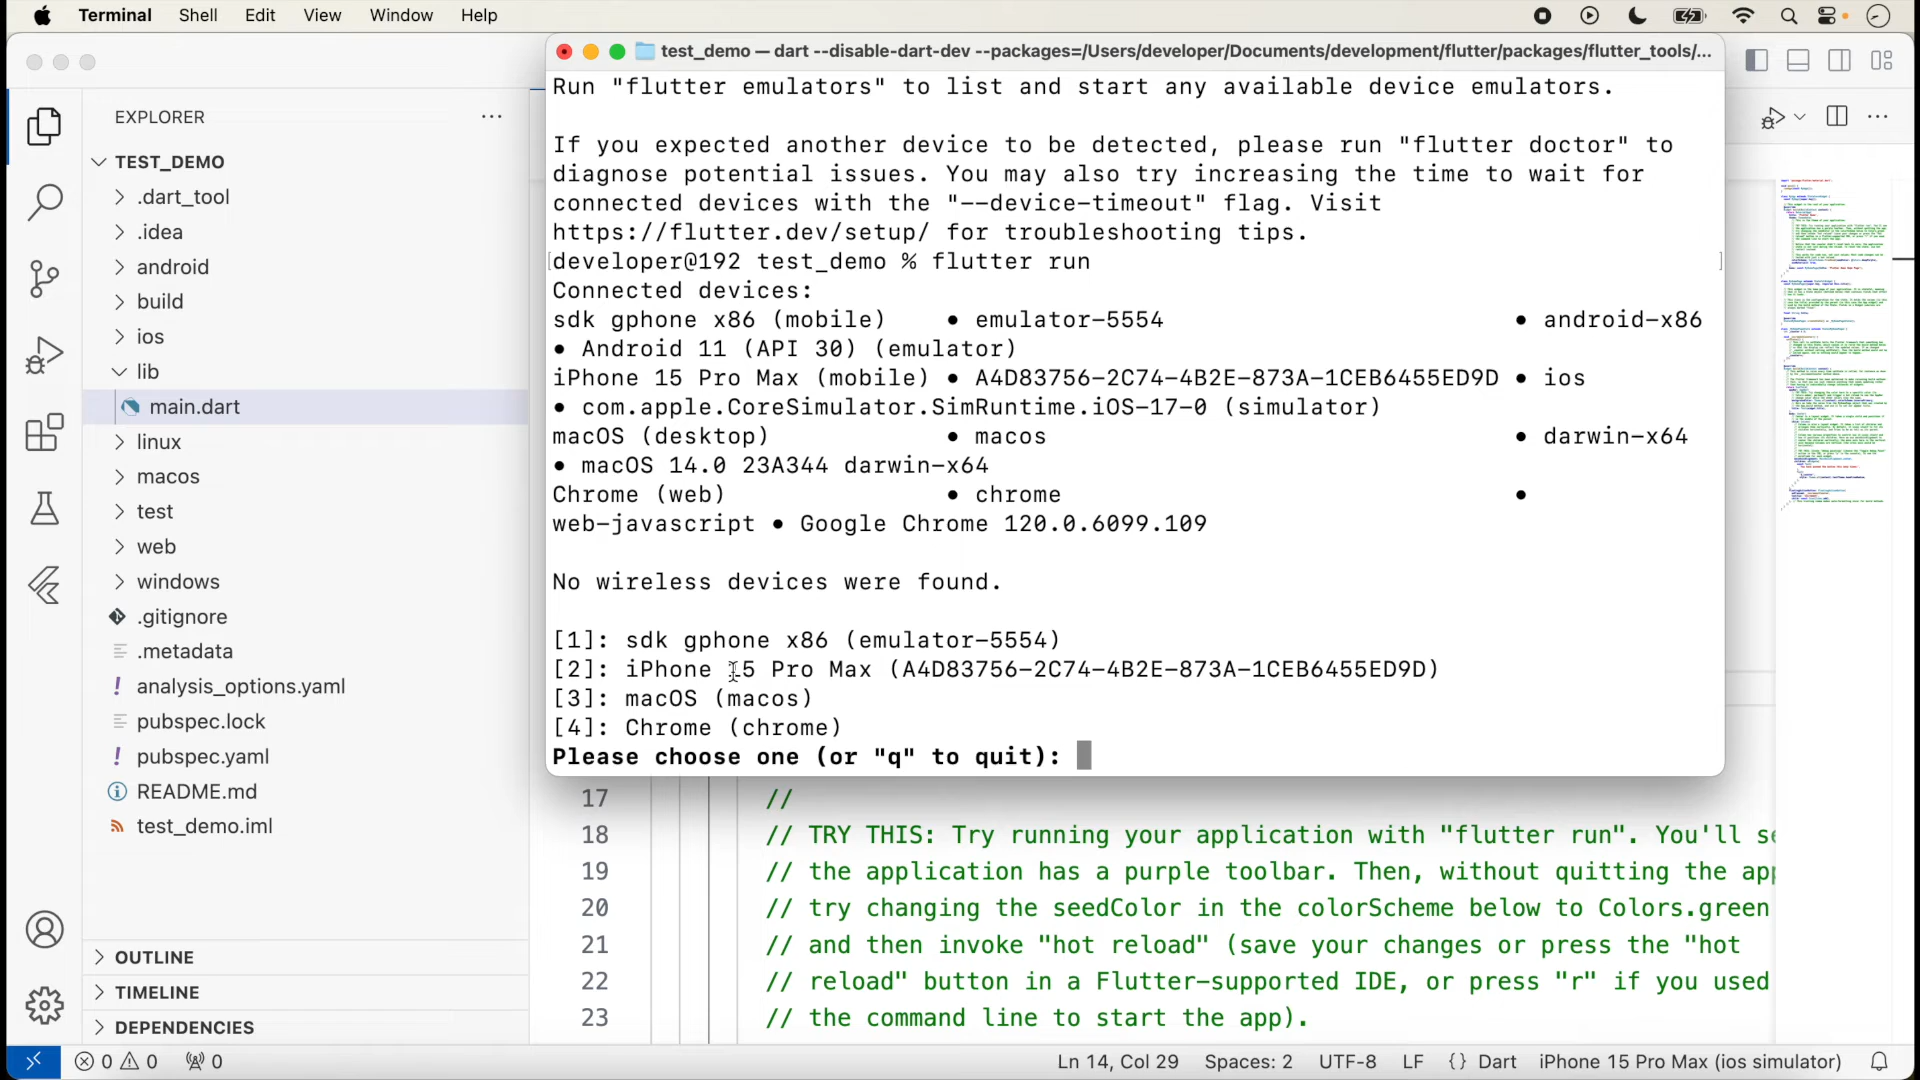 Terminal Shell Edit View Window Help
test_demo — dart --disable-dart-dev --packages=/Users/developer/Documents/development/flutter/packages/flutter_tools/...
EXPLORER
TEST_DEMO
.dart_tool
.idea
android
build
ios
lib
main.dart
linux
macos
test
web
windows
.gitignore
.metadata
analysis_options.yaml
pubspec.lock
pubspec.yaml
README.md
test_demo.iml
OUTLINE
TIMELINE
DEPENDENCIES
Run "flutter emulators" to list and start any available device emulators.
If you expected another device to be detected, please run "flutter doctor" to
diagnose potential issues. You may also try increasing the time to wait for
connected devices with the "--device-timeout" flag. Visit
https://flutter.dev/setup/ for troubleshooting tips.
[developer@192 test_demo % flutter run ]
Connected devices:
sdk gphone x86 (mobile) • emulator-5554 • android-x86
• Android 11 (API 30) (emulator)
iPhone 15 Pro Max (mobile) • A4D83756-2C74-4B2E-873A-1CEB6455ED9D • ios
• com.apple.CoreSimulator.SimRuntime.iOS-17-0 (simulator)
macOS (desktop) • macos • darwin-x64
• macOS 14.0 23A344 darwin-x64
Chrome (web) • chrome •
web-javascript • Google Chrome 120.0.6099.109
No wireless devices were found.
[1]: sdk gphone x86 (emulator-5554)
[2]: iPhone 15 Pro Max (A4D83756-2C74-4B2E-873A-1CEB6455ED9D)
[3]: macOS (macos)
[4]: Chrome (chrome)
Please choose one (or "q" to quit):
17 //
18 // TRY THIS: Try running your application with "flutter run". You'll se
19 // the application has a purple toolbar. Then, without quitting the app
20 // try changing the seedColor in the colorScheme below to Colors.green
21 // and then invoke "hot reload" (save your changes or press the "hot
22 // reload" button in a Flutter-supported IDE, or press "r" if you used
23 // the command line to start the app).
0 0 0 Ln 14, Col 29 Spaces: 2 UTF-8 LF {} Dart iPhone 15 Pro Max (ios simulator)